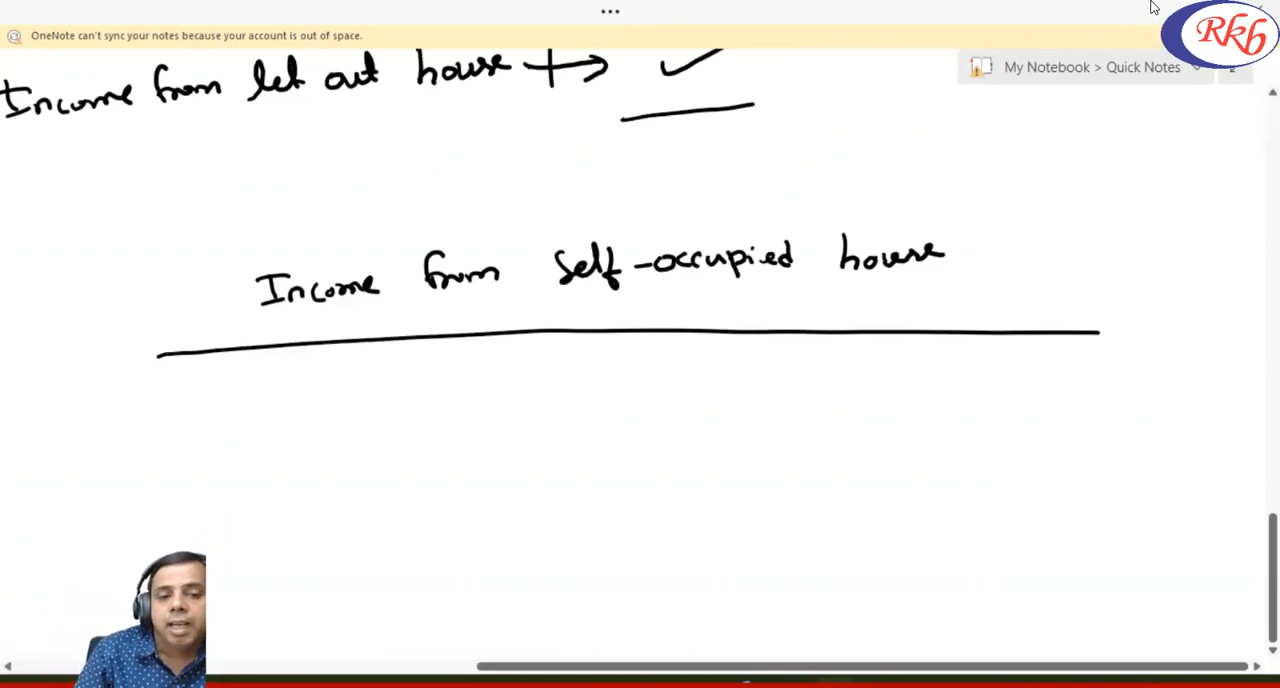 OneNote can't sync your notes because your account is out of space.
Rkb
My Notebook > Quick Notes
Income from let out house
Income from self-occupied house